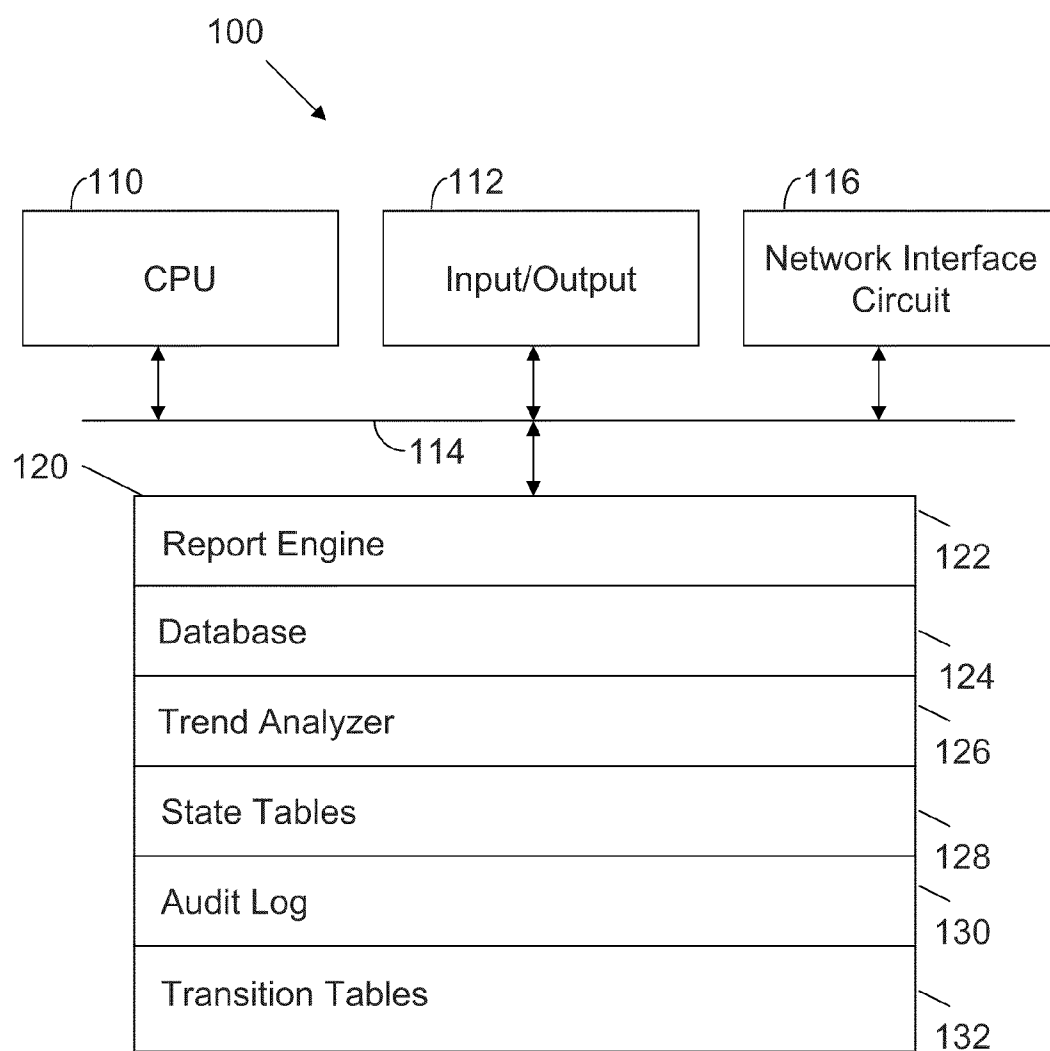 100
110
112
116
CPU
Input/Output
Network Interface
Circuit
114
120
Report Engine
122
Database
124
Trend Analyzer
126
State Tables
128
Audit Log
130
Transition Tables
132